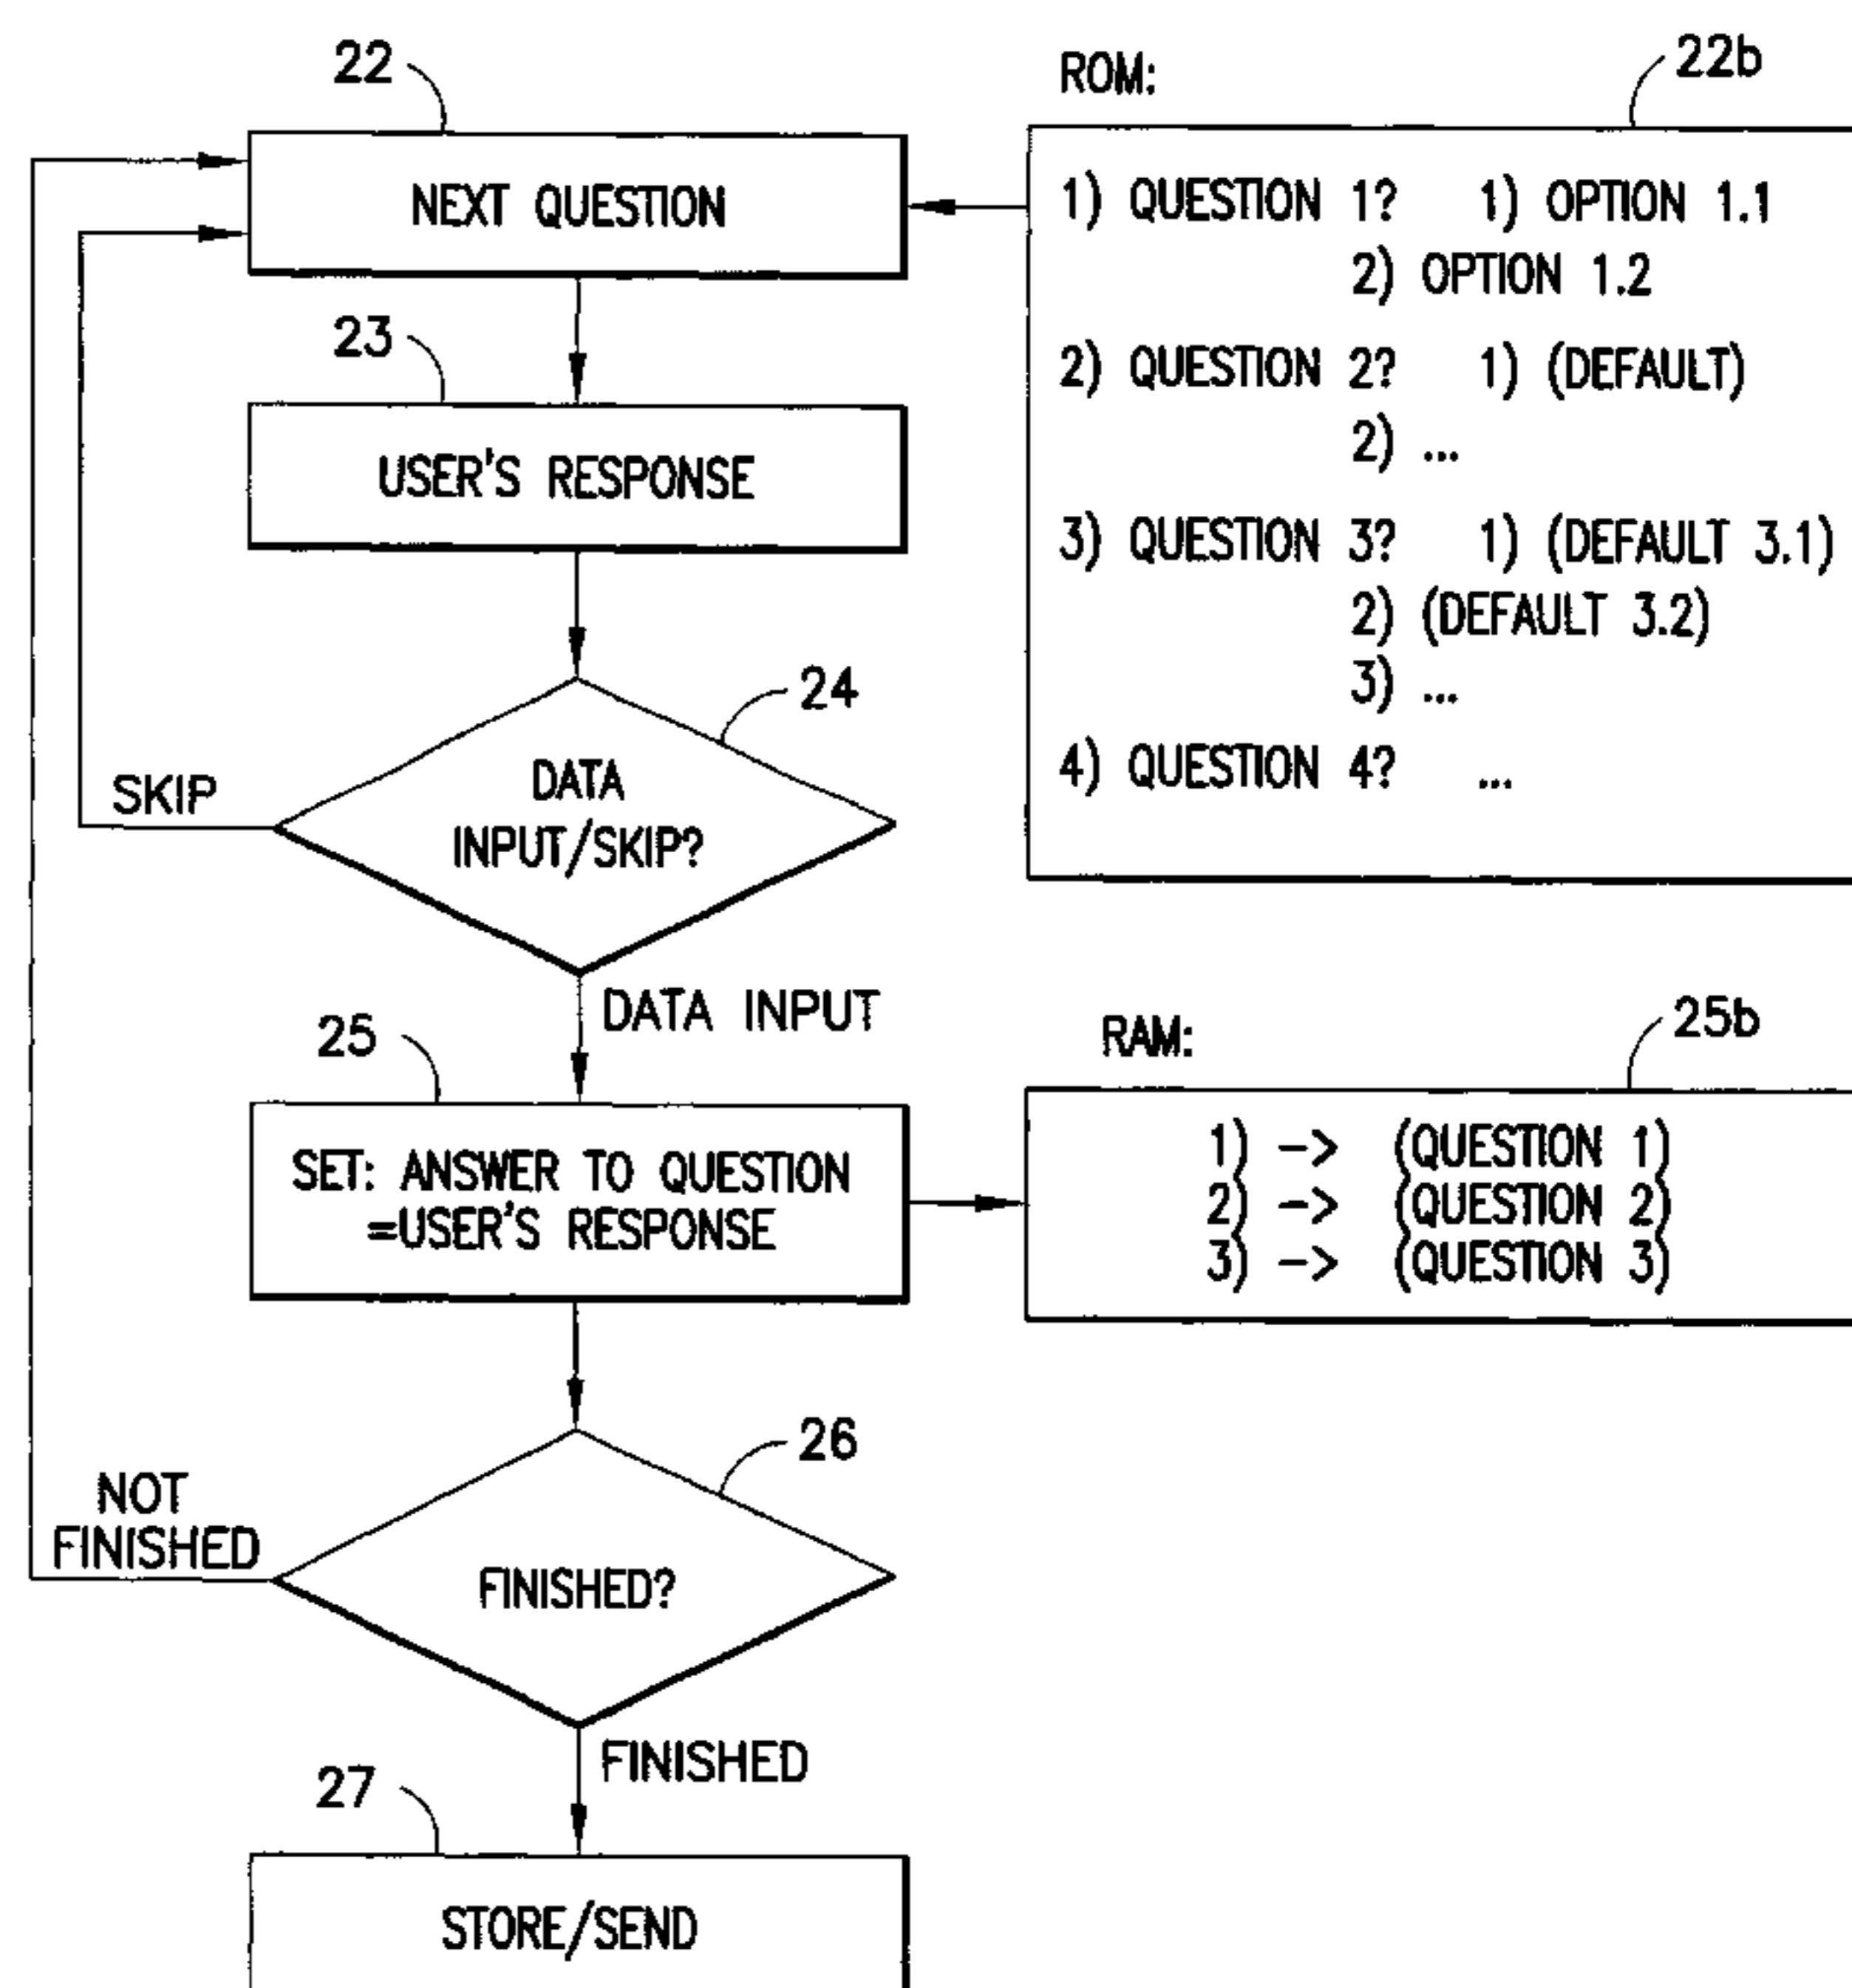 22
NEXT QUESTION
23
USER'S RESPONSE
24
DATA
INPUT/SKIP?
SKIP
DATA INPUT
25
SET: ANSWER TO QUESTION
=USER'S RESPONSE
26
FINISHED?
NOT
FINISHED
FINISHED
27
STORE/SEND
ROM:
22b
1) QUESTION 1? 1) OPTION 1.1
2) OPTION 1.2
2) QUESTION 2? 1) (DEFAULT)
2) ...
3) QUESTION 3? 1) (DEFAULT 3.1)
2) (DEFAULT 3.2)
3) ...
4) QUESTION 4? ...
RAM:
25b
1) -> (QUESTION 1)
2) -> (QUESTION 2)
3) -> (QUESTION 3)